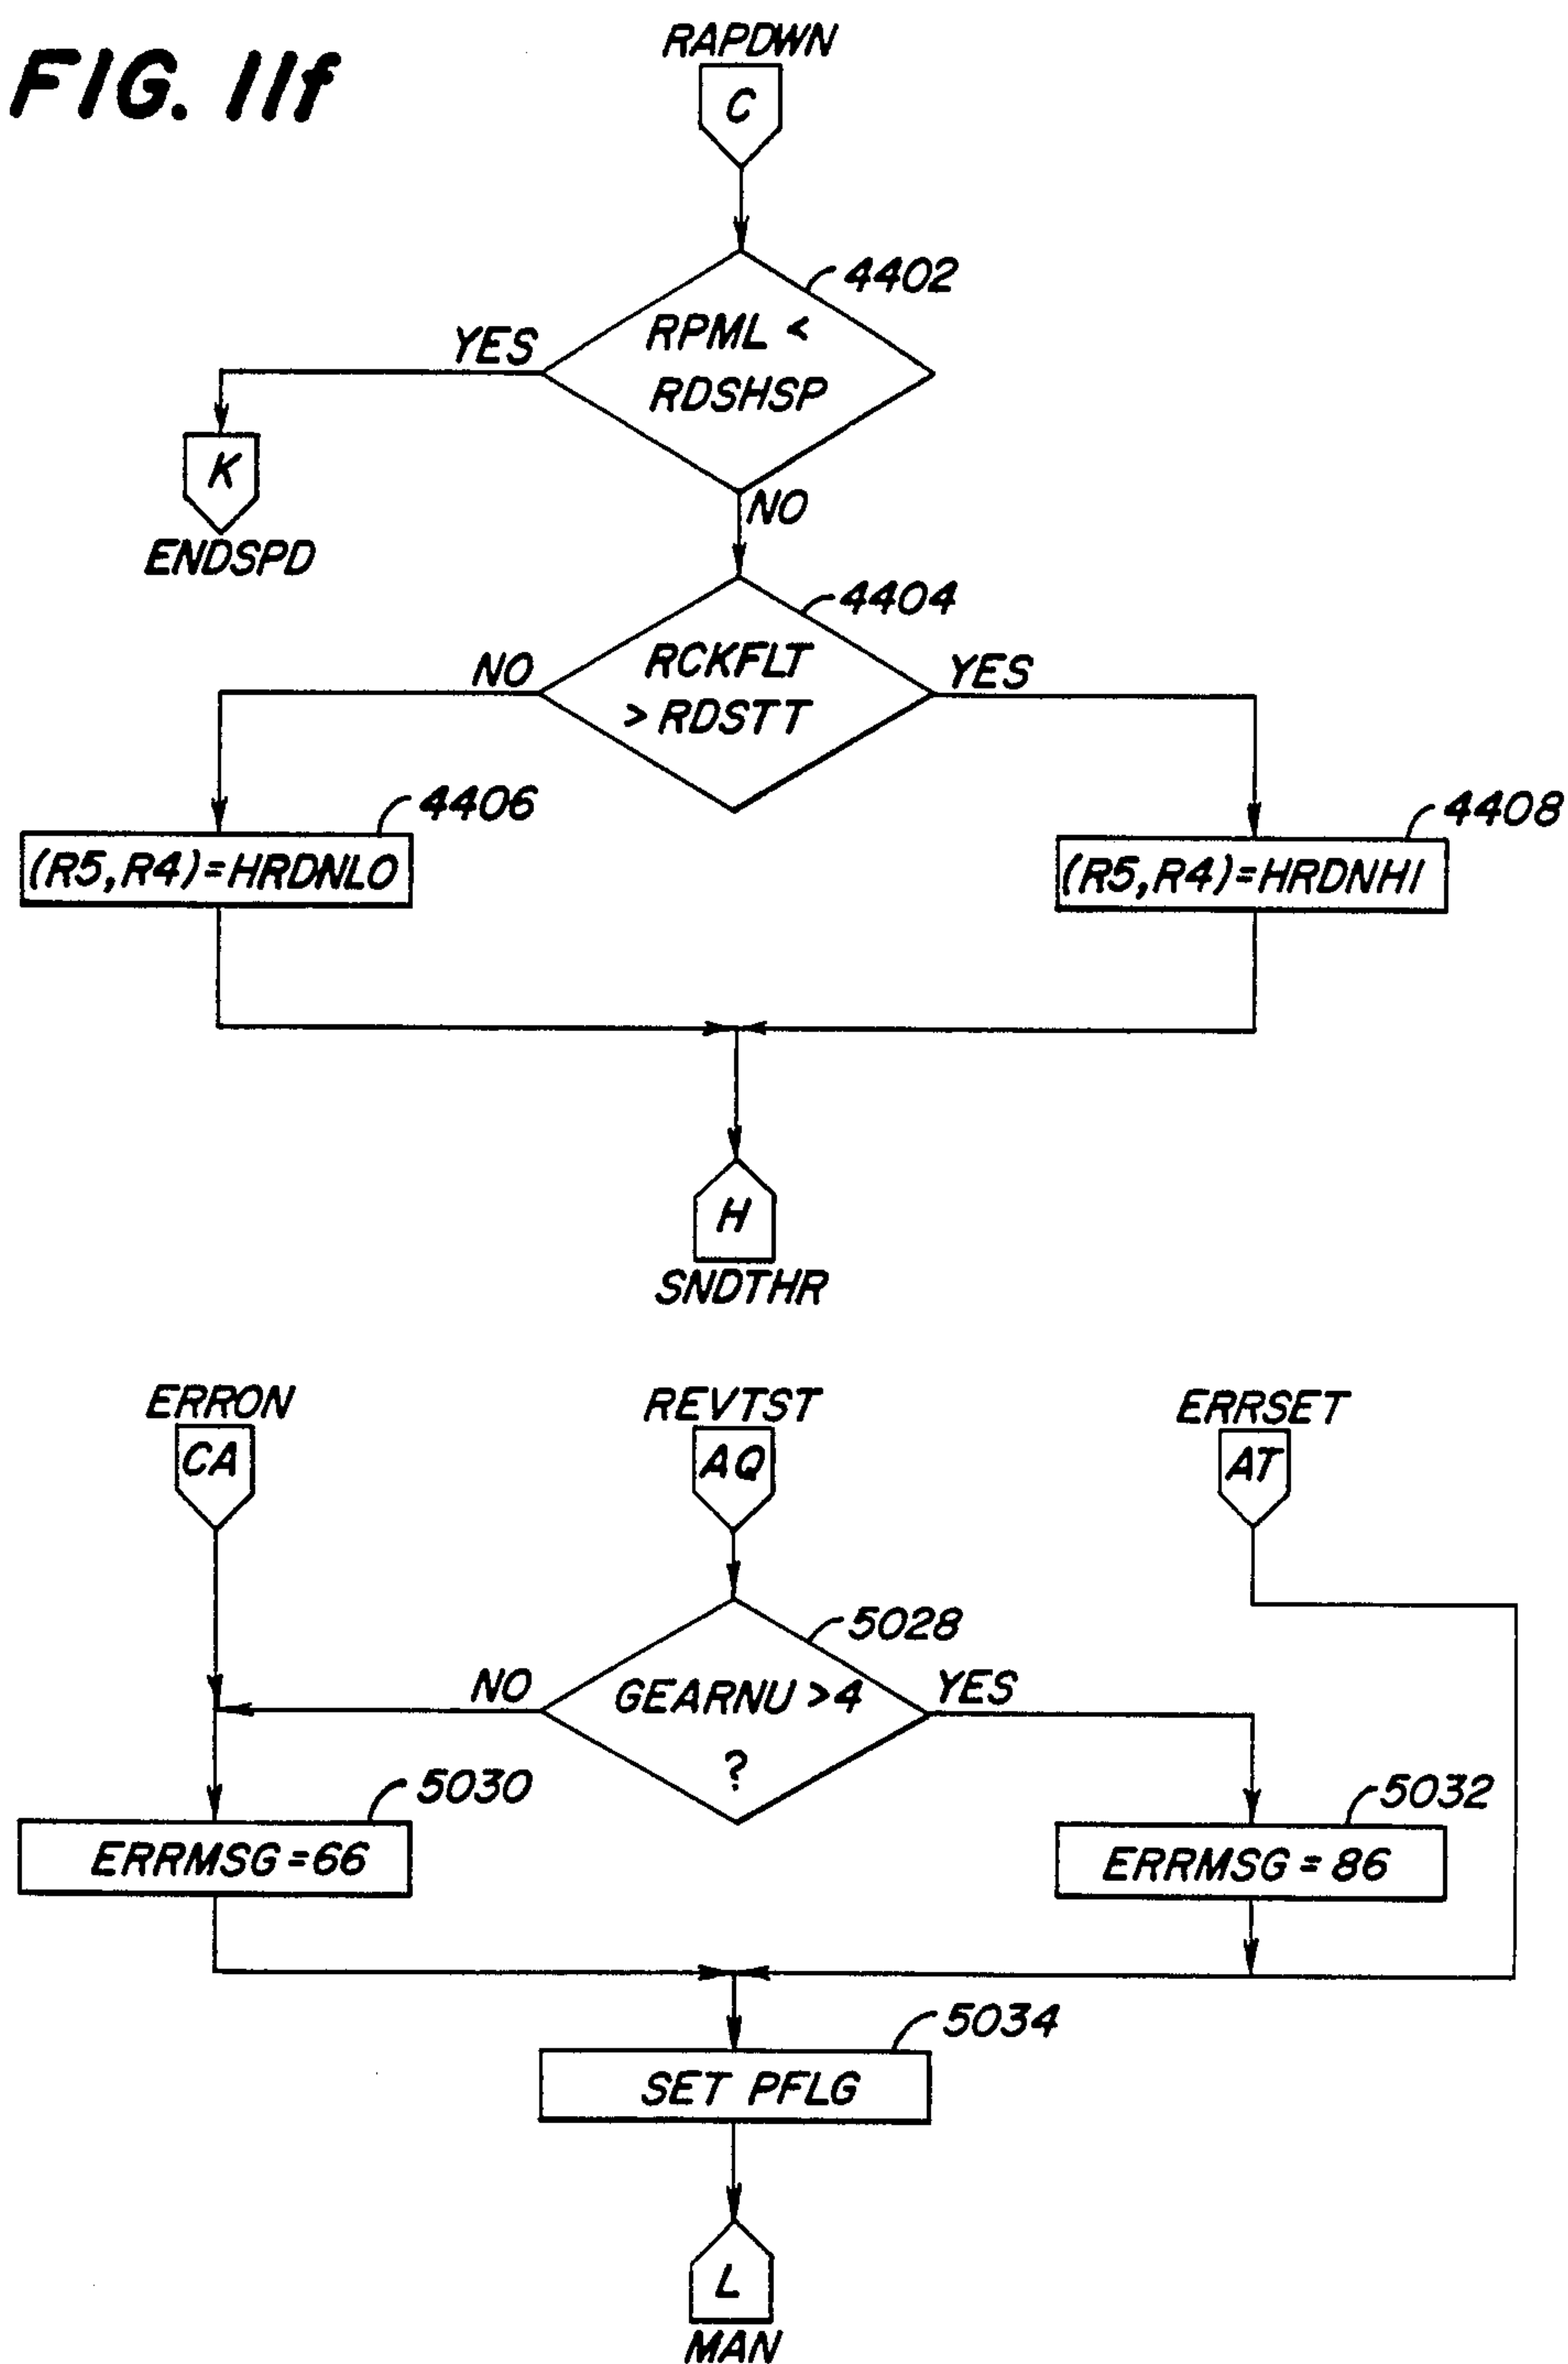 FIG. 11f
RAPDWN
C
4402
RPML <
RDSHSP
YES
NO
K
ENDSPD
4404
RCKFLT
> RDSTT
NO
YES
4406
(R5,R4)=HRDNLO
4408
(R5,R4)=HRDNHI
H
SNDTHR
ERRON
CA
REVTST
AQ
ERRSET
AT
5028
GEARNU >4
?
NO
YES
5030
ERRMSG=66
5032
ERRMSG = 86
5034
SET PFLG
L
MAN